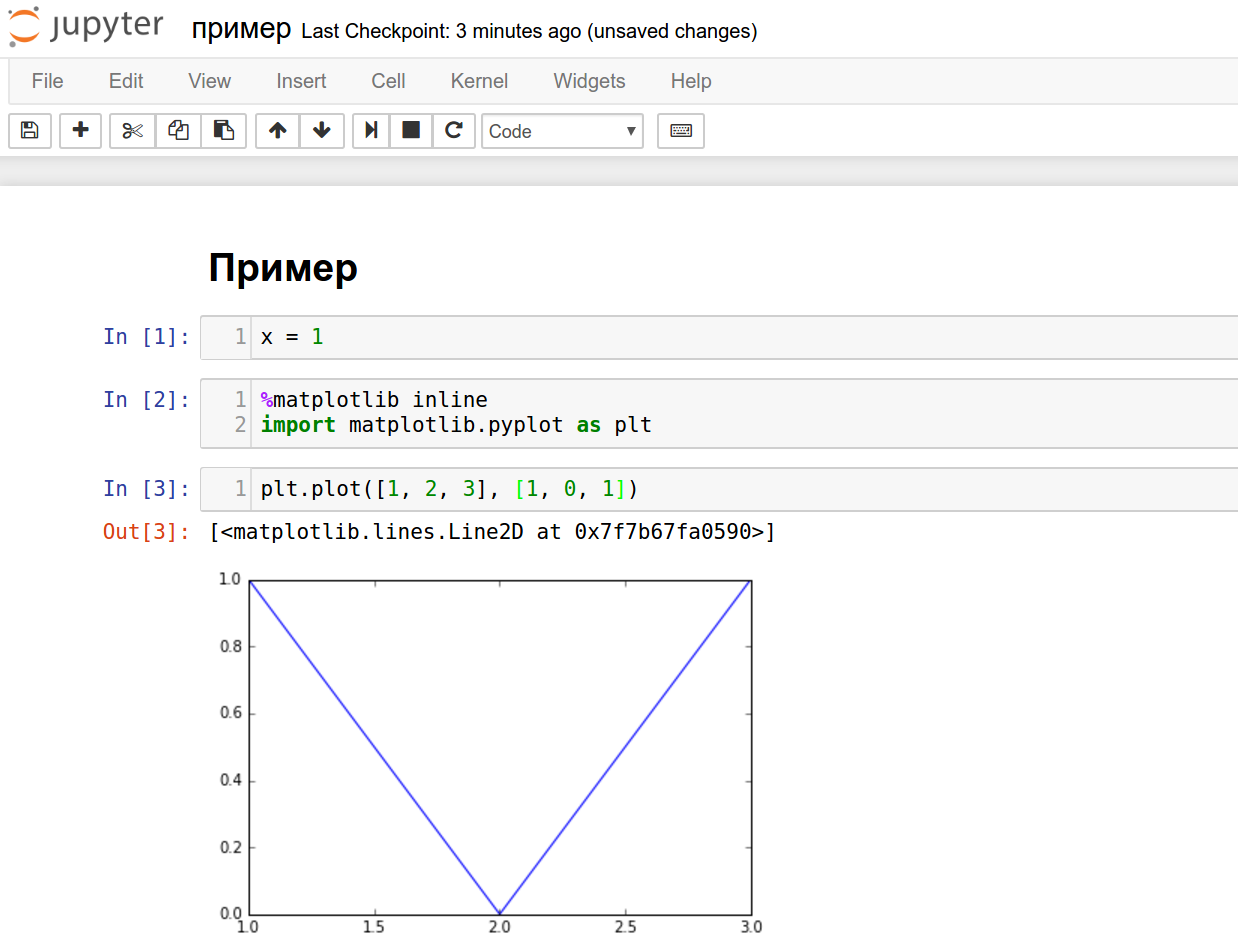 jupyter пример Last Checkpoint: 3 minutes ago (unsaved changes)
File Edit View Insert Cell Kernel Widgets Help
Code
Пример
In [1]: 1 x = 1
In [2]: 1 %matplotlib inline
2 import matplotlib.pyplot as plt
In [3]: 1 plt.plot([1, 2, 3], [1, 0, 1])
Out[3]: [<matplotlib.lines.Line2D at 0x7f7b67fa0590>]
1.0
0.8
0.6
0.4
0.2
0.0
1.0 1.5 2.0 2.5 3.0